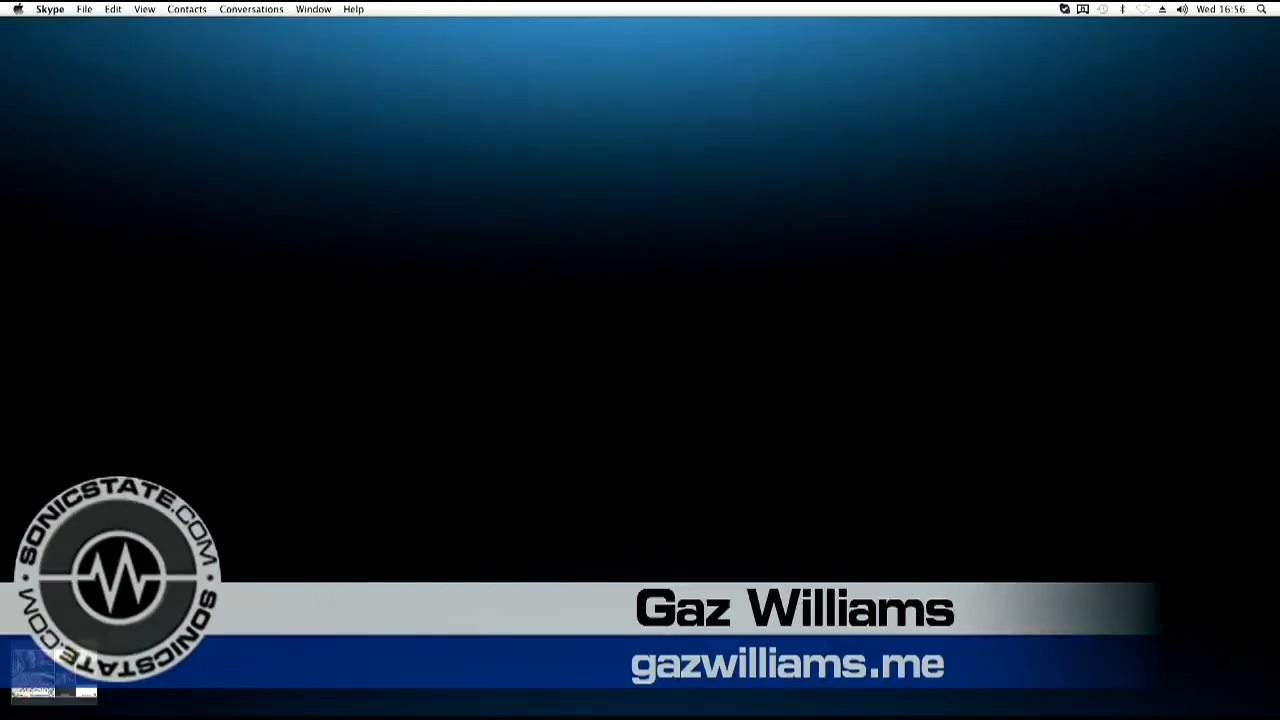 Skype File Edit View Contacts Conversations Window Help Wed 16:56
SONICSTATE.COM
SONICSTATE.COM
Gaz Williams
gazwilliams.me